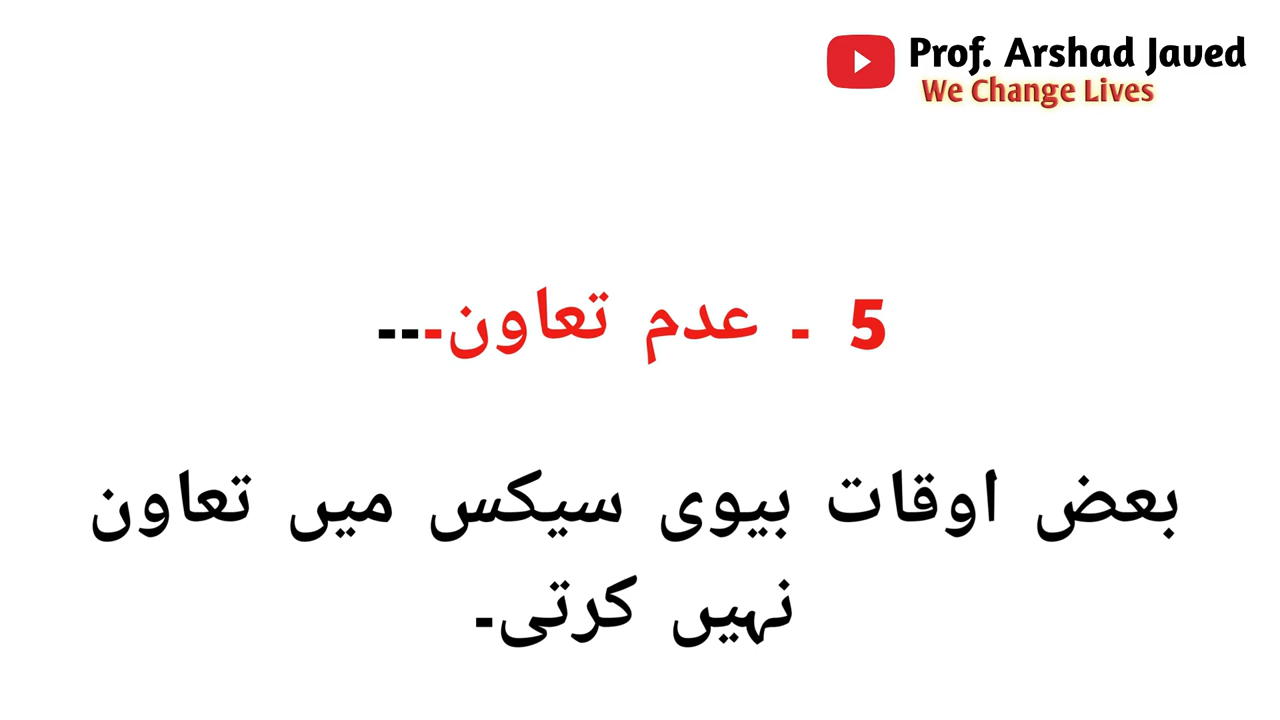 Prof. Arshad Javed
We Change Lives
5 ۔ عدم تعاون۔--
بعض اوقات بیوی سیکس میں تعاون
نہیں کرتی۔